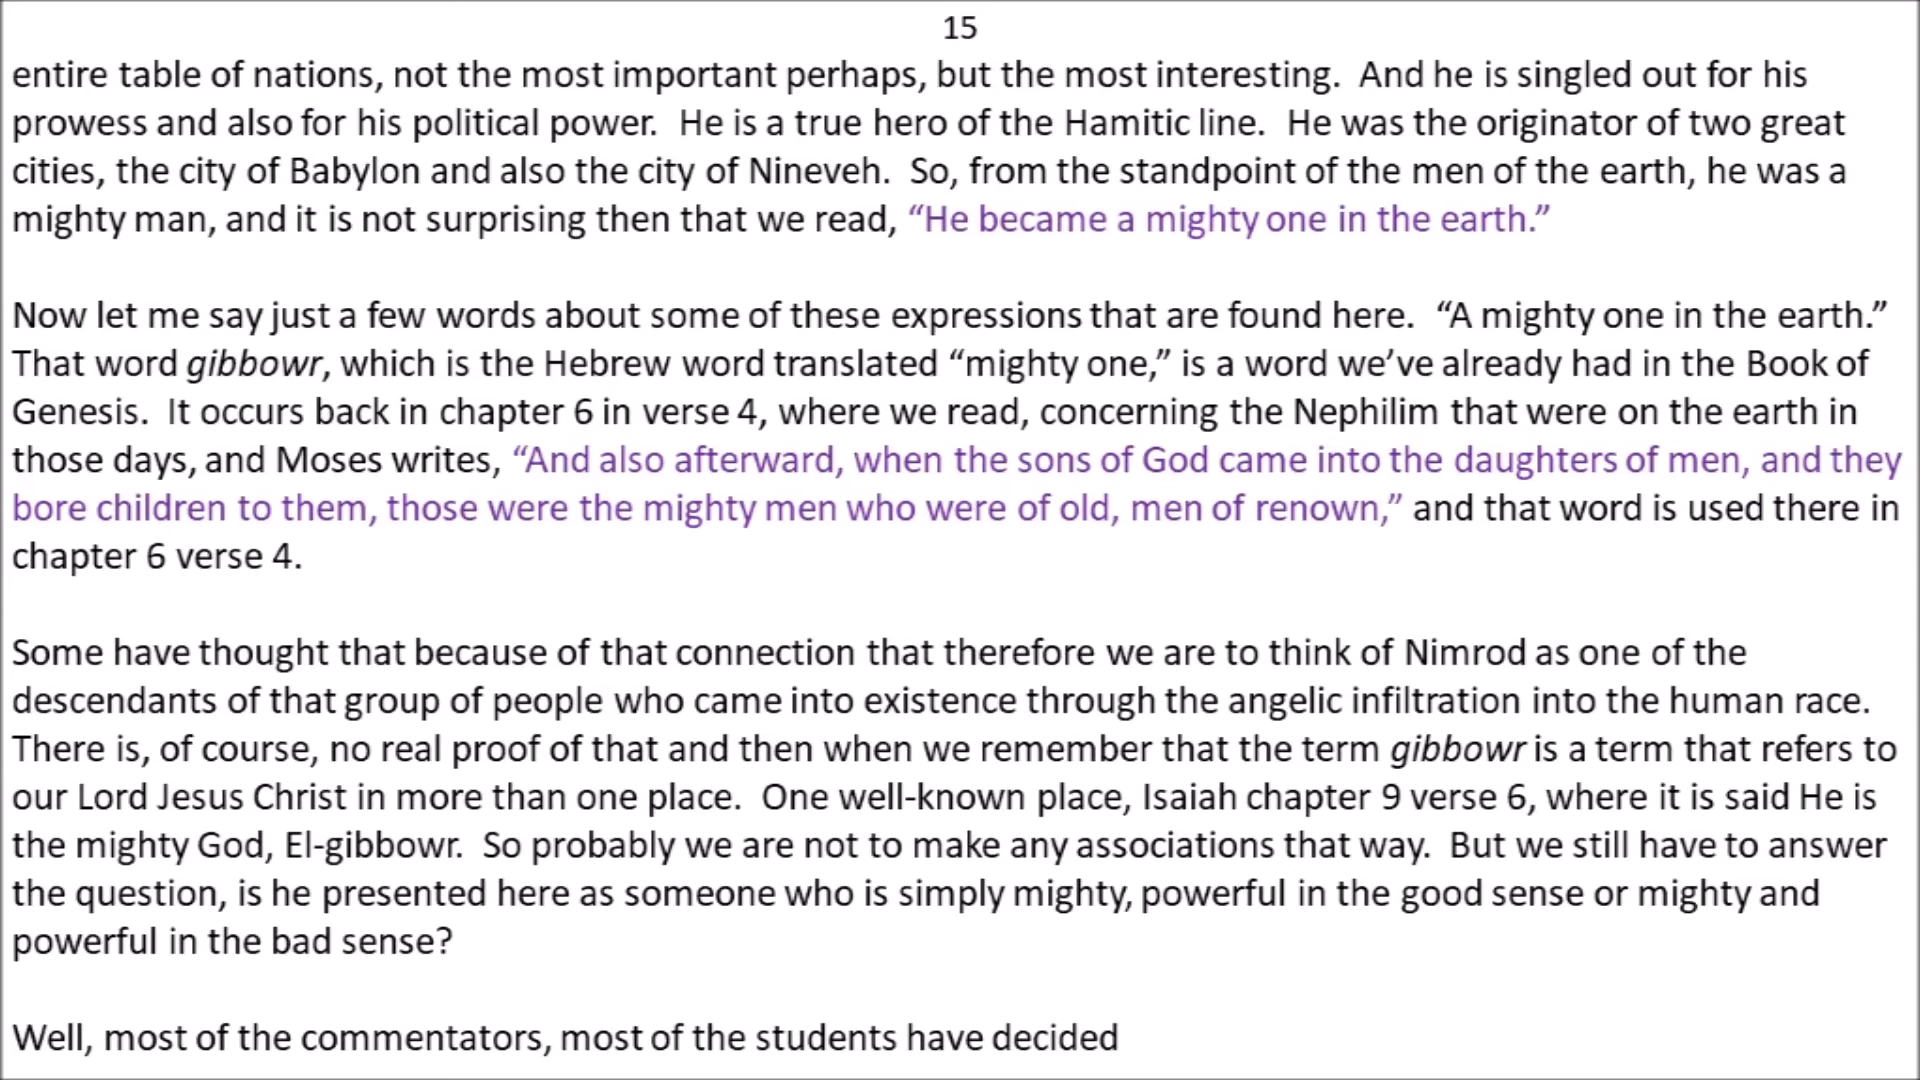 15
entire table of nations, not the most important perhaps, but the most interesting.  And he is singled out for his
prowess and also for his political power.  He is a true hero of the Hamitic line.  He was the originator of two great
cities, the city of Babylon and also the city of Nineveh.  So, from the standpoint of the men of the earth, he was a
mighty man, and it is not surprising then that we read, “He became a mighty one in the earth.”
Now let me say just a few words about some of these expressions that are found here.  “A mighty one in the earth.”
That word gibbowr, which is the Hebrew word translated “mighty one,” is a word we’ve already had in the Book of
Genesis.  It occurs back in chapter 6 in verse 4, where we read, concerning the Nephilim that were on the earth in
those days, and Moses writes, “And also afterward, when the sons of God came into the daughters of men, and they
bore children to them, those were the mighty men who were of old, men of renown,” and that word is used there in
chapter 6 verse 4.
Some have thought that because of that connection that therefore we are to think of Nimrod as one of the
descendants of that group of people who came into existence through the angelic infiltration into the human race.
There is, of course, no real proof of that and then when we remember that the term gibbowr is a term that refers to
our Lord Jesus Christ in more than one place.  One well-known place, Isaiah chapter 9 verse 6, where it is said He is
the mighty God, El-gibbowr.  So probably we are not to make any associations that way.  But we still have to answer
the question, is he presented here as someone who is simply mighty, powerful in the good sense or mighty and
powerful in the bad sense?
Well, most of the commentators, most of the students have decided